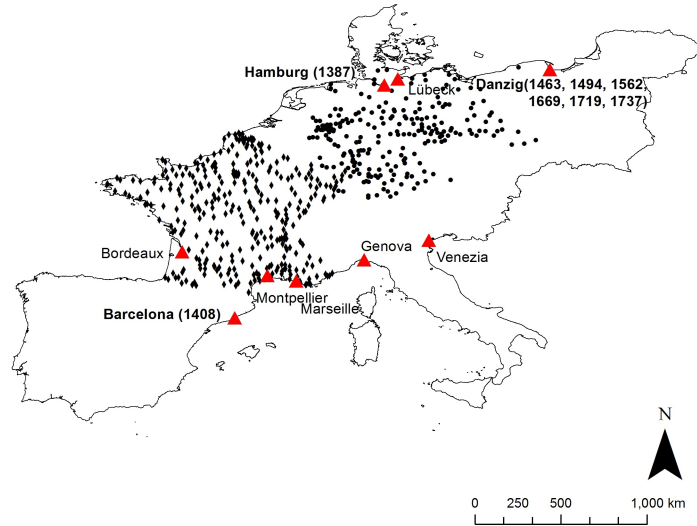 Hamburg (1387)
Lübeck
Danzig(1463, 1494, 1562,
1669, 1719, 1737)
Bordeaux
Genova
Venezia
Montpellier
Marseille
Barcelona (1408)
N
0 250 500 1,000 km